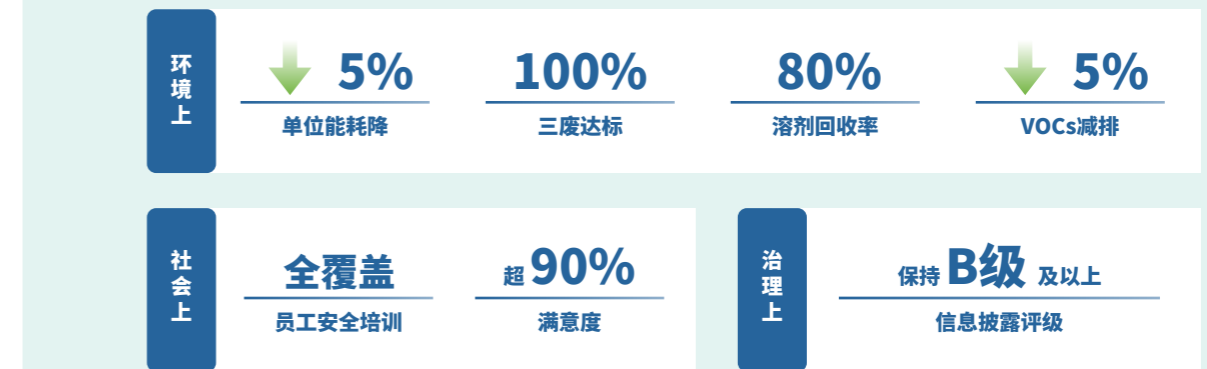 环境上
5%
单位能耗降
100%
三废达标
80%
溶剂回收率
5%
VOCs减排
社会上
全覆盖
员工安全培训
超90%
满意度
治理上
保持B级及以上
信息披露评级